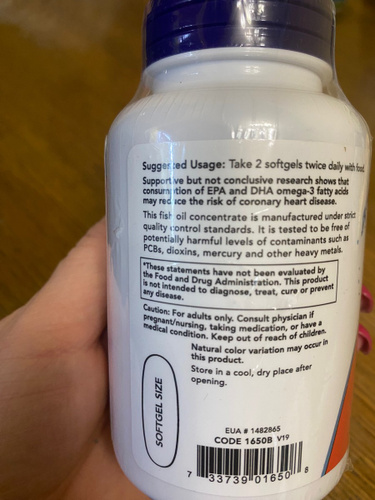 Suggested Usage: Take 2 softgels twice daily with food.
Supportive but not conclusive research shows that
consumption of EPA and DHA omega-3 fatty acids
may reduce the risk of coronary heart disease.
This fish oil concentrate is manufactured under strict
quality control standards. It is tested to be free of
potentially harmful levels of contaminants such as
PCBs, dioxins, mercury and other heavy metals.
*These statements have not been evaluated by
the Food and Drug Administration. This product
is not intended to diagnose, treat, cure or prevent
any disease.
Caution: For adults only. Consult physician if
pregnant/nursing, taking medication, or have a
medical condition. Keep out of reach of children.
Natural color variation may occur in
this product.
Store in a cool, dry place after
opening.
SOFTGEL SIZE
EUA # 1482865
CODE 1650B V19
7 33739 01650 8